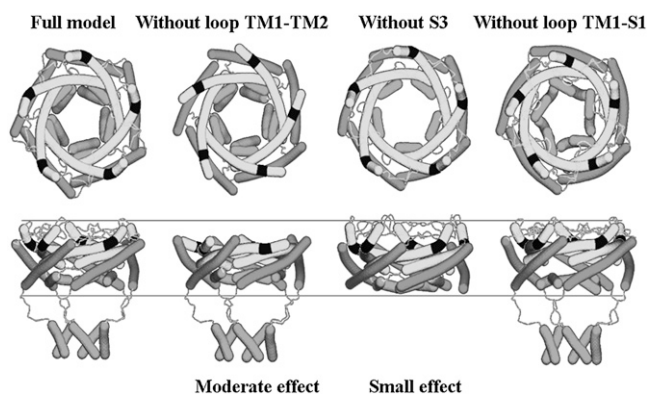 Full model Without loop TM1-TM2 Without S3 Without loop TM1-S1
Moderate effect Small effect